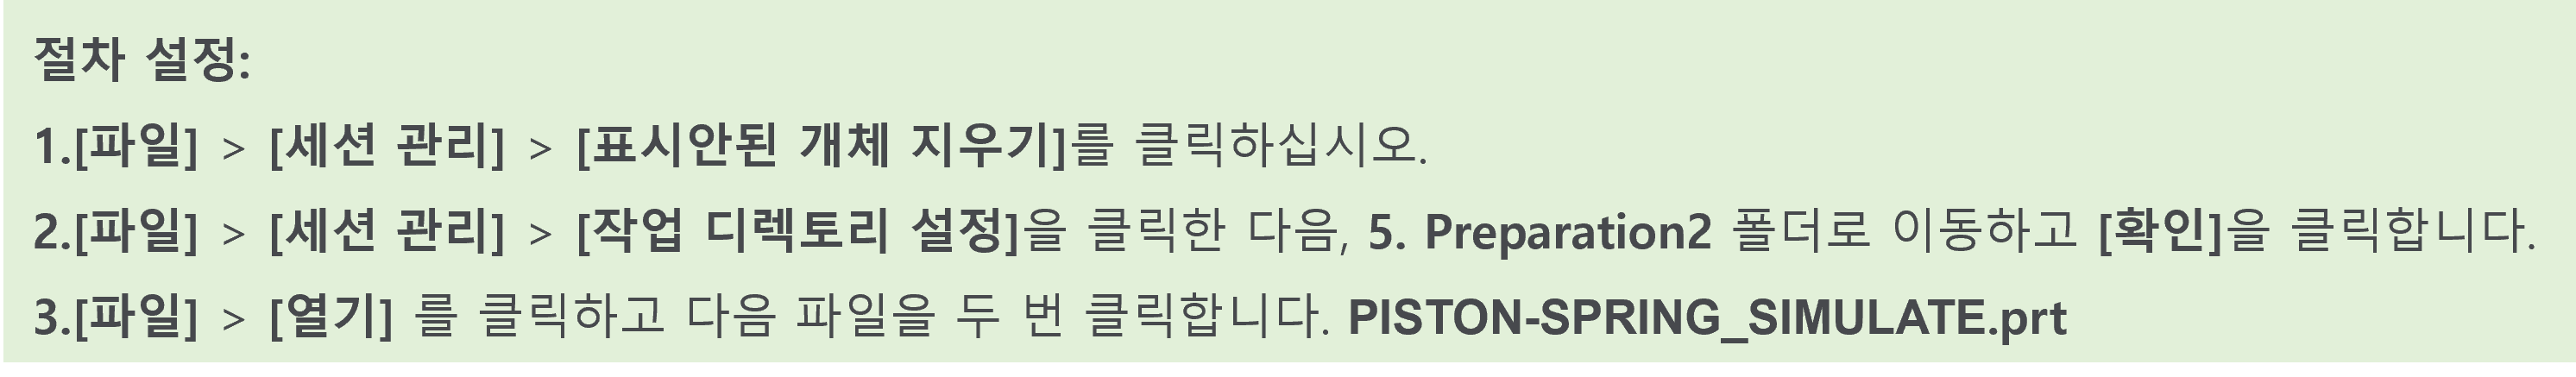 절차 설정:
1.[파일] > [세션 관리] > [표시안된 개체 지우기]를 클릭하십시오.
2.[파일] > [세션 관리] > [작업 디렉토리 설정]을 클릭한 다음, 5. Preparation2 폴더로 이동하고 [확인]을 클릭합니다.
3.[파일] > [열기] 를 클릭하고 다음 파일을 두 번 클릭합니다. PISTON-SPRING_SIMULATE.prt